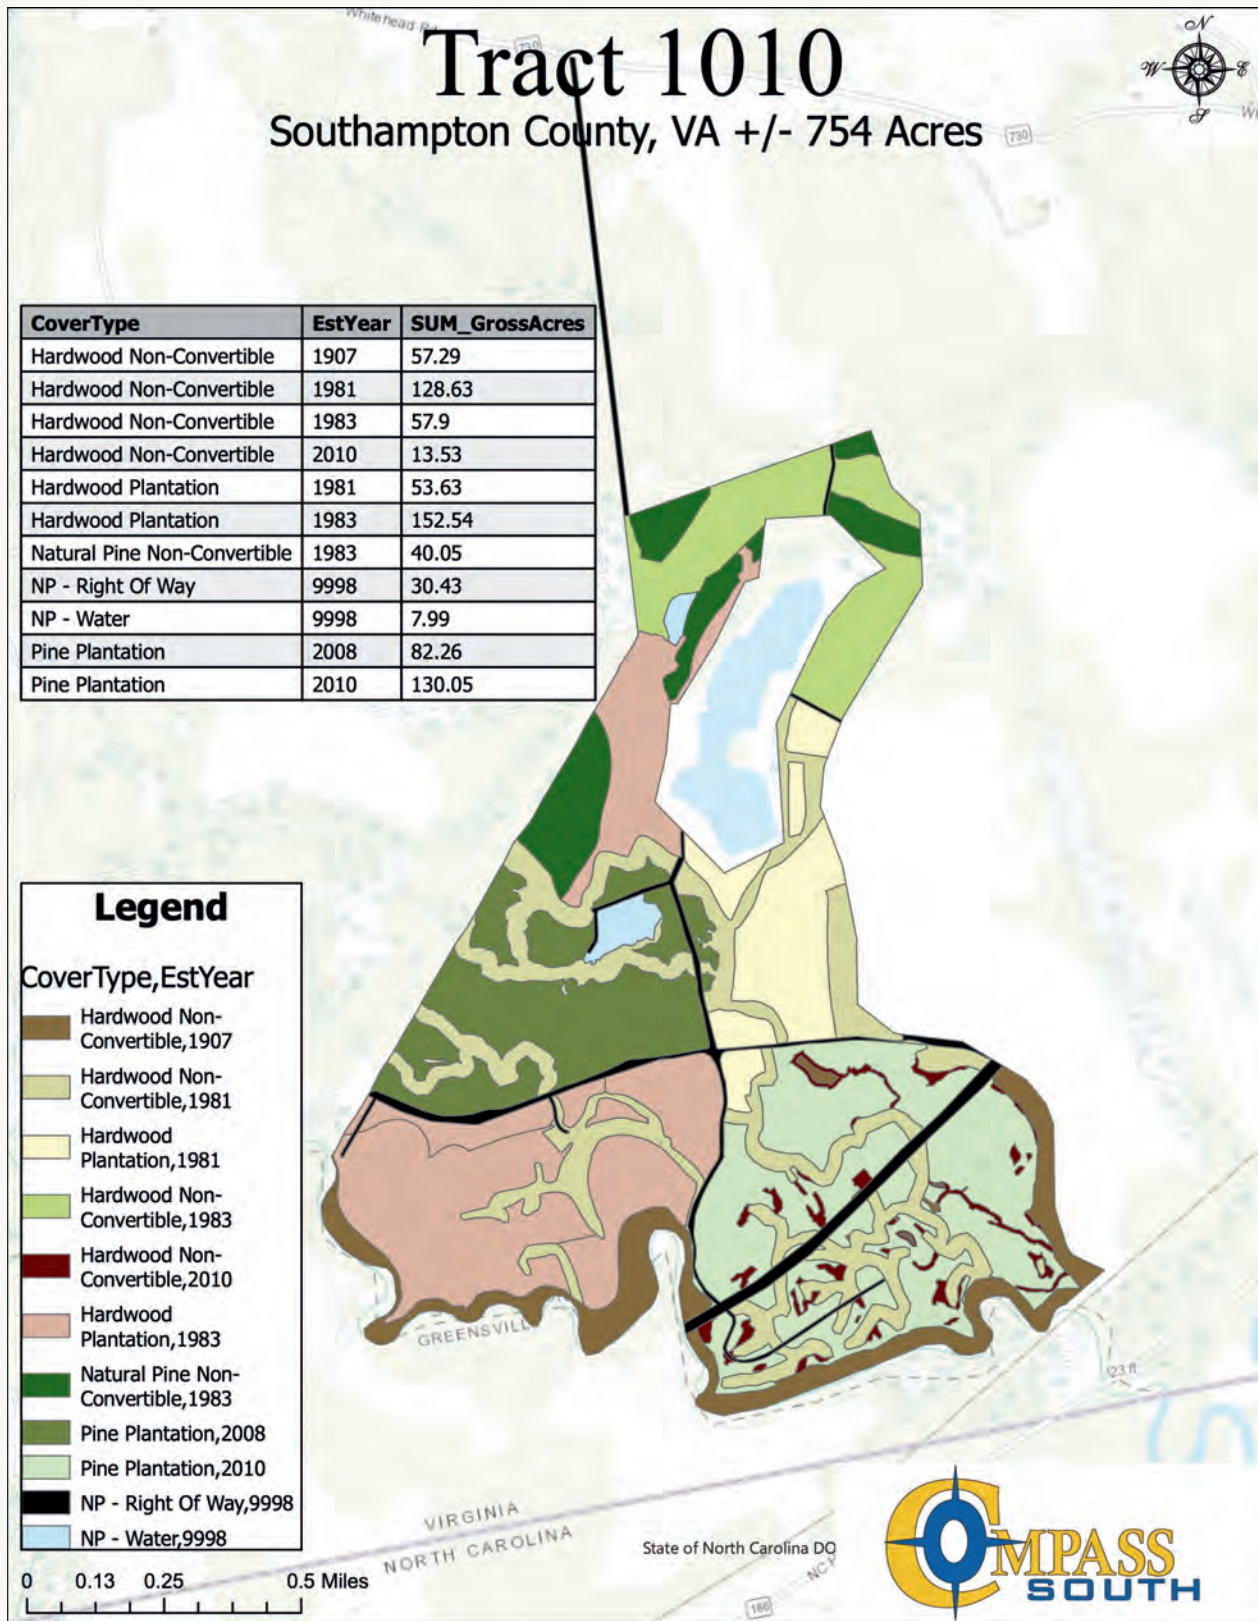 Whitehead Rd
730
Tract 1010
Southampton County, VA +/- 754 Acres
N
W E
S
730
CoverType EstYear SUM_GrossAcres
Hardwood Non-Convertible 1907 57.29
Hardwood Non-Convertible 1981 128.63
Hardwood Non-Convertible 1983 57.9
Hardwood Non-Convertible 2010 13.53
Hardwood Plantation 1981 53.63
Hardwood Plantation 1983 152.54
Natural Pine Non-Convertible 1983 40.05
NP - Right Of Way 9998 30.43
NP - Water 9998 7.99
Pine Plantation 2008 82.26
Pine Plantation 2010 130.05
Legend
CoverType,EstYear
Hardwood Non-
Convertible,1907
Hardwood Non-
Convertible,1981
Hardwood
Plantation,1981
Hardwood Non-
Convertible,1983
Hardwood Non-
Convertible,2010
Hardwood
Plantation,1983
Natural Pine Non-
Convertible,1983
Pine Plantation,2008
Pine Plantation,2010
NP - Right Of Way,9998
NP - Water,9998
GREENSVILL
23 ft
VIRGINIA
NORTH CAROLINA
State of North Carolina DO
186
0 0.13 0.25 0.5 Miles
COMPASS
SOUTH